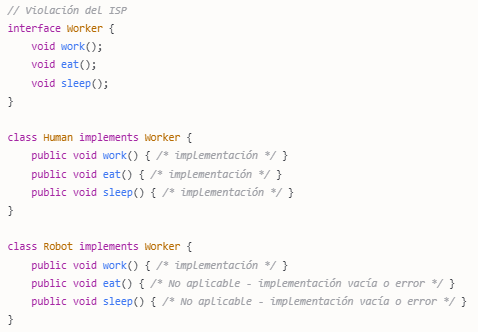 // Violación del ISP
interface Worker {
    void work();
    void eat();
    void sleep();
}

class Human implements Worker {
    public void work() { /* implementación */ }
    public void eat() { /* implementación */ }
    public void sleep() { /* implementación */ }
}

class Robot implements Worker {
    public void work() { /* implementación */ }
    public void eat() { /* No aplicable - implementación vacía o error */ }
    public void sleep() { /* No aplicable - implementación vacía o error */ }
}